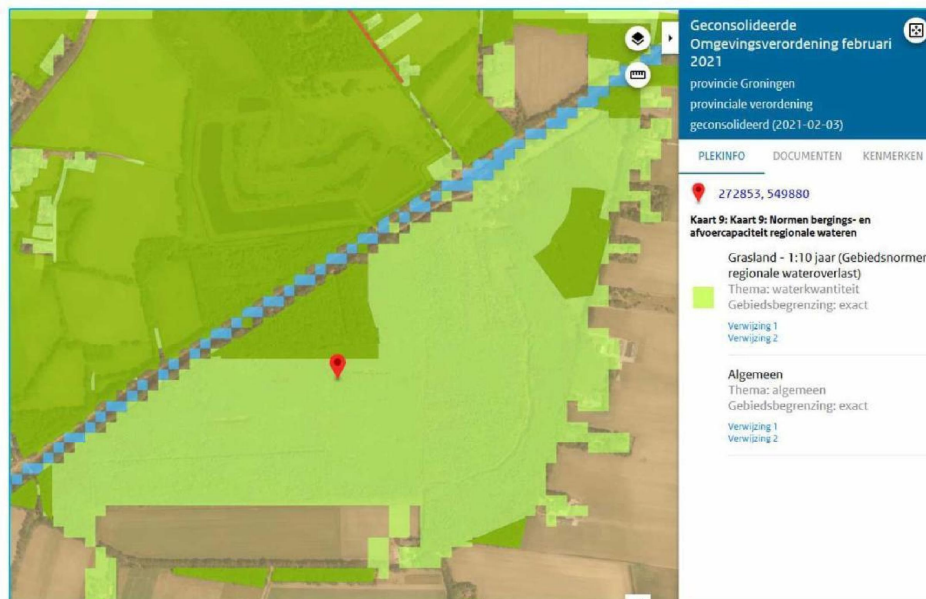 Geconsolideerde
Omgevingsverordening februari
2021
provincie Groningen
provinciale verordening
geconsolideerd (2021-02-03)
PLEKINFO DOCUMENTEN KENMERKEN
272853, 549880
Kaart 9: Kaart 9: Normen bergings- en
afvoercapaciteit regionale wateren
Grasland - 1:10 jaar (Gebiedsnormen
regionale wateroverlast)
Thema: waterkwantiteit
Gebiedsbegrenzing: exact
Verwijzing 1
Verwijzing 2
Algemeen
Thema: algemeen
Gebiedsbegrenzing: exact
Verwijzing 1
Verwijzing 2